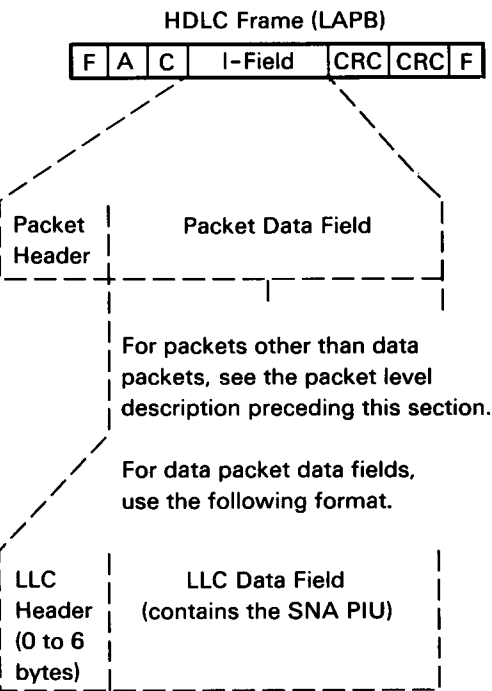 HDLC Frame (LAPB)
F A C I-Field CRC CRC F
Packet Header
Packet Data Field
For packets other than data
packets, see the packet level
description preceding this section.
For data packet data fields,
use the following format.
LLC
Header
(0 to 6
bytes)
LLC Data Field
(contains the SNA PIU)